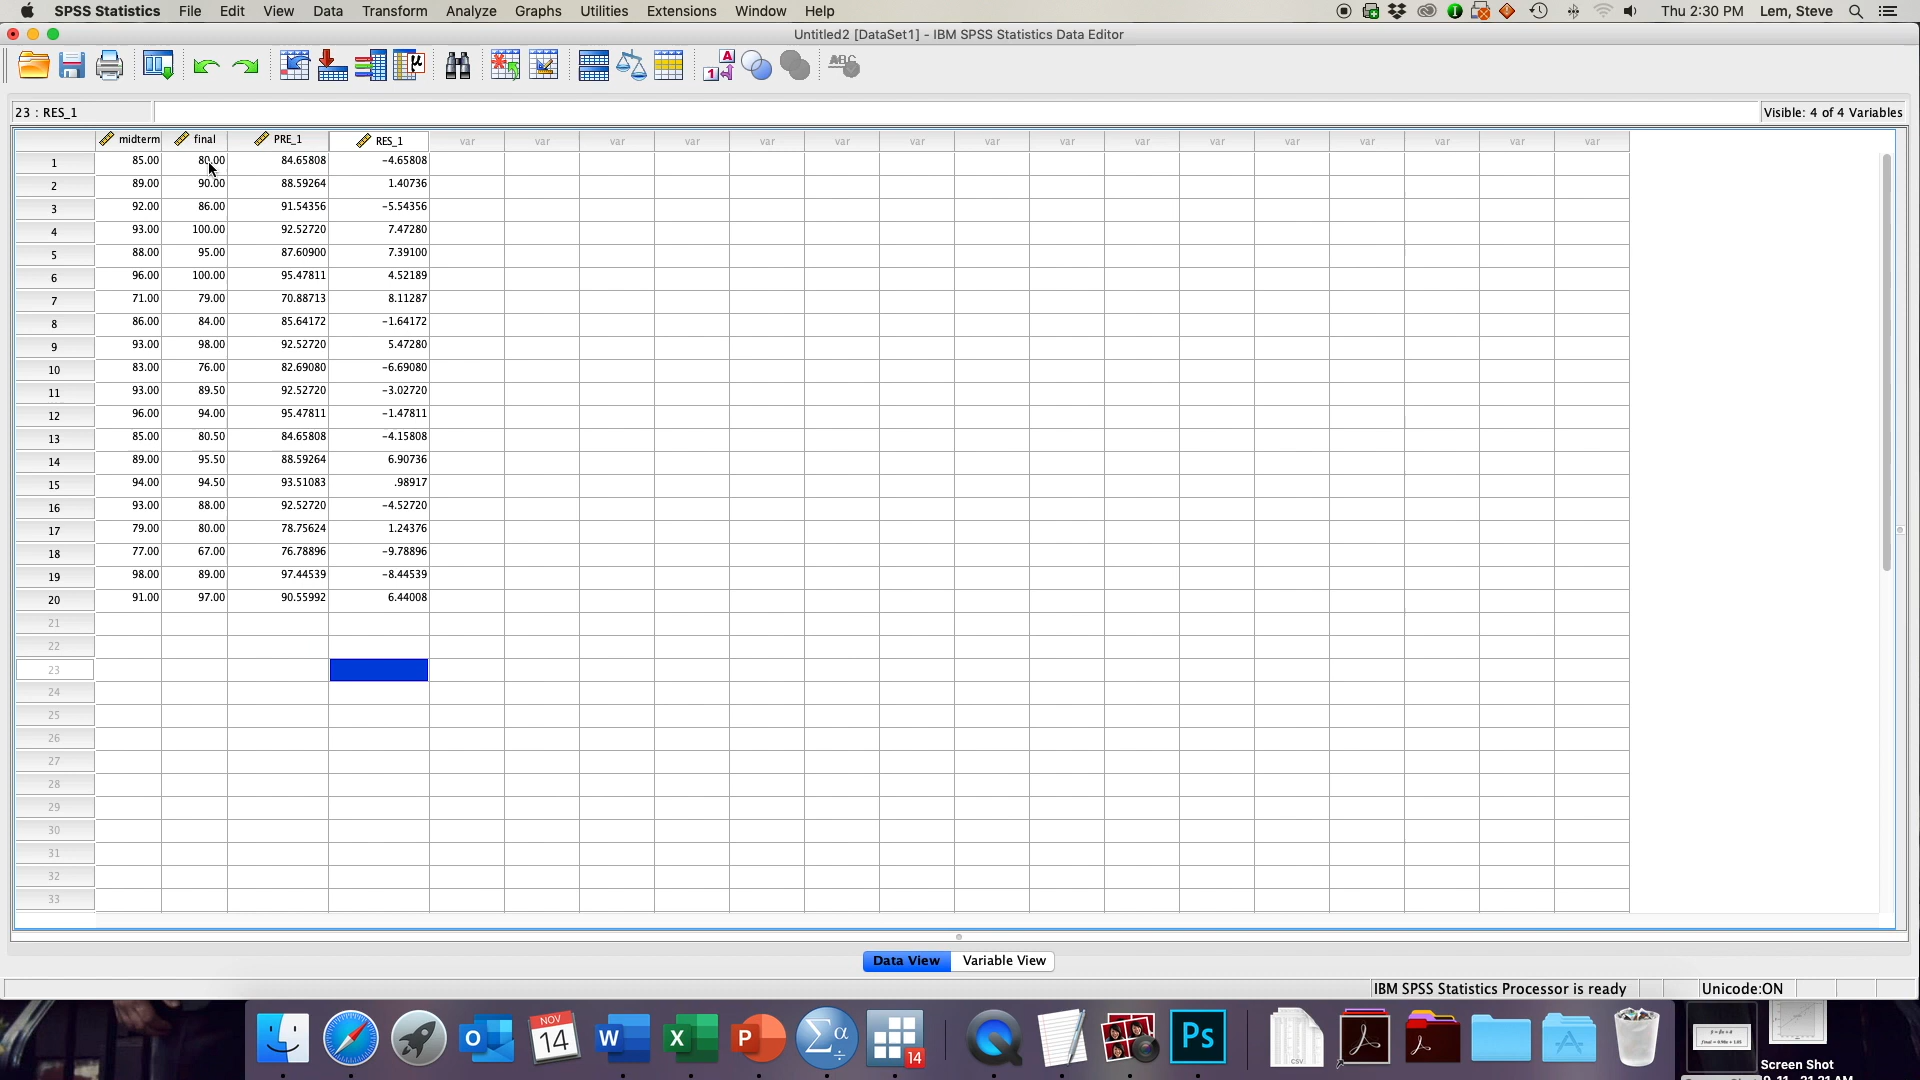 SPSS Statistics File Edit View Data Transform Analyze Graphs Utilities Extensions Window Help Thu 2:30 PM Lem, Steve
Untitled2 [DataSet1] - IBM SPSS Statistics Data Editor
23 : RES_1 Visible: 4 of 4 Variables
midterm final PRE_1 RES_1 var var var var var var var var var var var var var var var var
1 85.00 80.00 84.65808 -4.65808
2 89.00 90.00 88.59264 1.40736
3 92.00 86.00 91.54356 -5.54356
4 93.00 100.00 92.52720 7.47280
5 88.00 95.00 87.60900 7.39100
6 96.00 100.00 95.47811 4.52189
7 71.00 79.00 70.88713 8.11287
8 86.00 84.00 85.64172 -1.64172
9 93.00 98.00 92.52720 5.47280
10 83.00 76.00 82.69080 -6.69080
11 93.00 89.50 92.52720 -3.02720
12 96.00 94.00 95.47811 -1.47811
13 85.00 80.50 84.65808 -4.15808
14 89.00 95.50 88.59264 6.90736
15 94.00 94.50 93.51083 .98917
16 93.00 88.00 92.52720 -4.52720
17 79.00 80.00 78.75624 1.24376
18 77.00 67.00 76.78896 -9.78896
19 98.00 89.00 97.44539 -8.44539
20 91.00 97.00 90.55992 6.44008
21
22
23
24
25
26
27
28
29
30
31
32
33
Data View Variable View
IBM SPSS Statistics Processor is ready Unicode:ON
NOV
14
Σα
14
Ps
CSV
Screen Shot